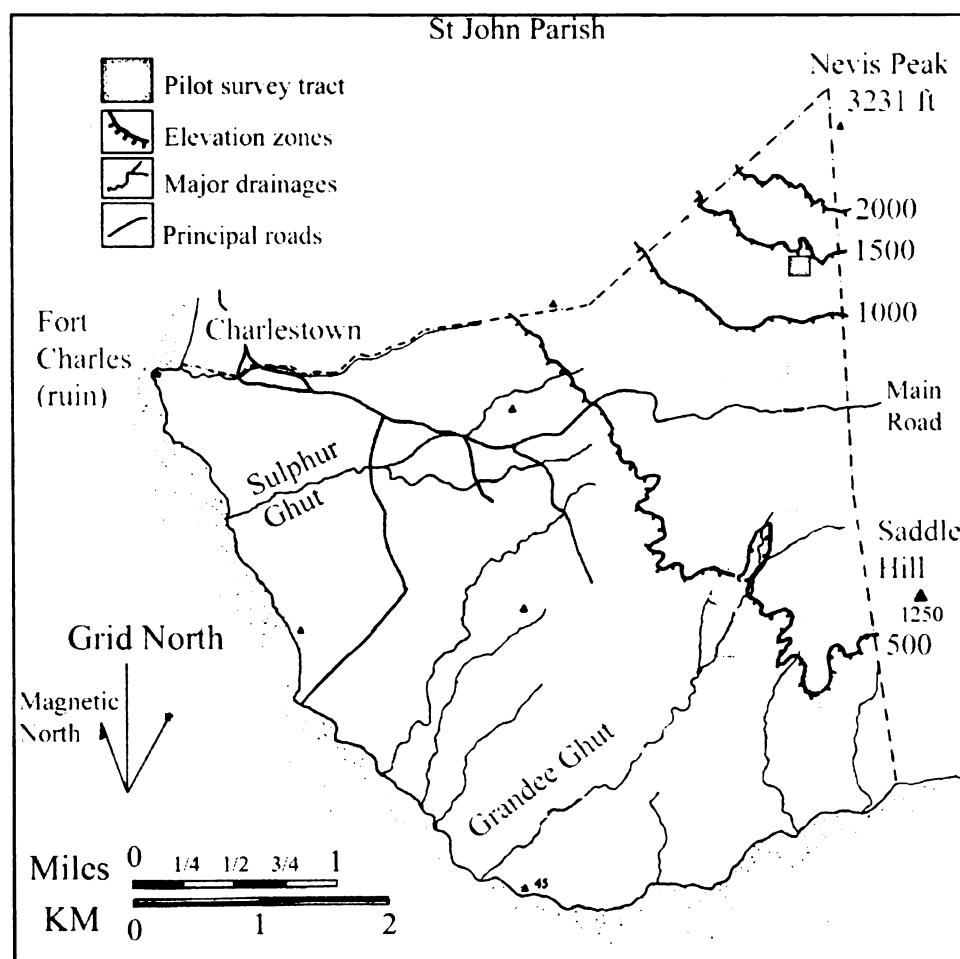 St John Parish
Pilot survey tract
Elevation zones
Major drainages
Principal roads
Nevis Peak
3231 ft
2000
1500
1000
Fort
Charles
(ruin)
Charlestown
Main
Road
Sulphur
Ghut
Saddle
Hill
1250
500
Grid North
Magnetic
North
Grandee Ghut
Miles
0 1/4 1/2 3/4 1
KM
0 1 2
45